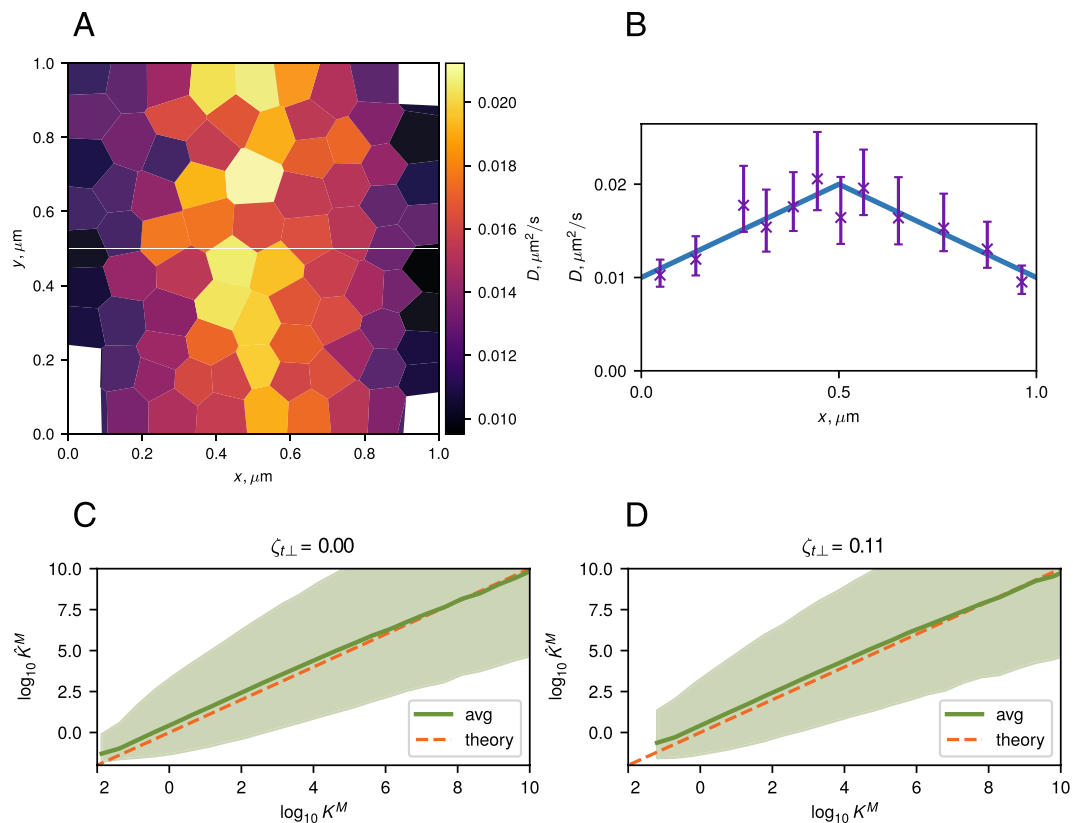 A
1.0
0.8
0.6
0.4
0.2
0.0
y, μm
0.0 0.2 0.4 0.6 0.8 1.0
x, μm
0.020
0.018
0.016
0.014
0.012
0.010
D, μm²/s
B
0.02
0.01
0.00
D, μm²/s
0.0 0.5 1.0
x, μm
C
ζt⊥ = 0.00
10.0
7.5
5.0
2.5
0.0
log₁₀ K̂ᴹ
avg
theory
2 0 2 4 6 8 10
log₁₀ Kᴹ
D
ζt⊥ = 0.11
10.0
7.5
5.0
2.5
0.0
log₁₀ K̂ᴹ
avg
theory
2 0 2 4 6 8 10
log₁₀ Kᴹ